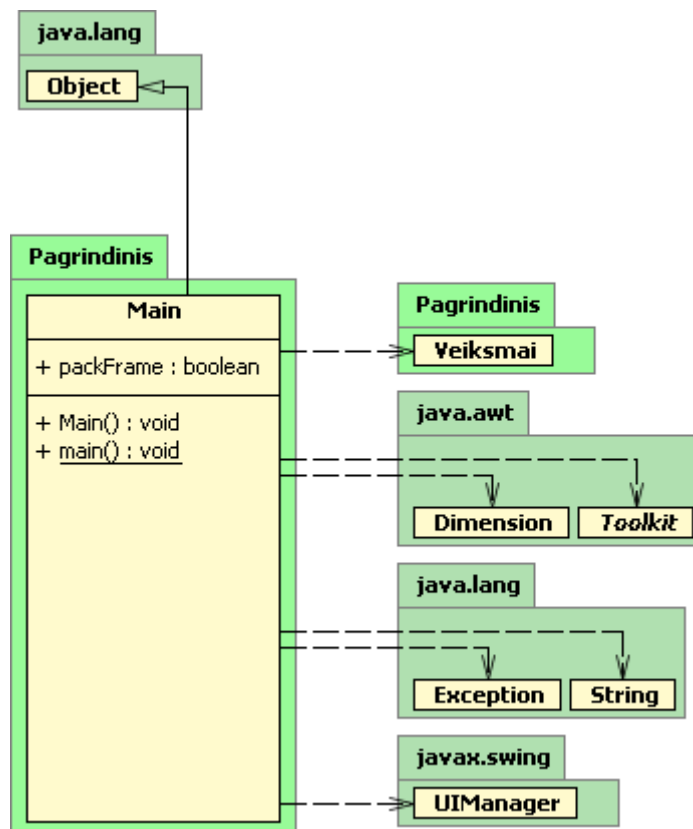 java.lang
Object
Pagrindinis
Main
+ packFrame : boolean
+ Main() : void
+ main() : void
Pagrindinis
Veiksmai
java.awt
Dimension
Toolkit
java.lang
Exception
String
javax.swing
UIManager